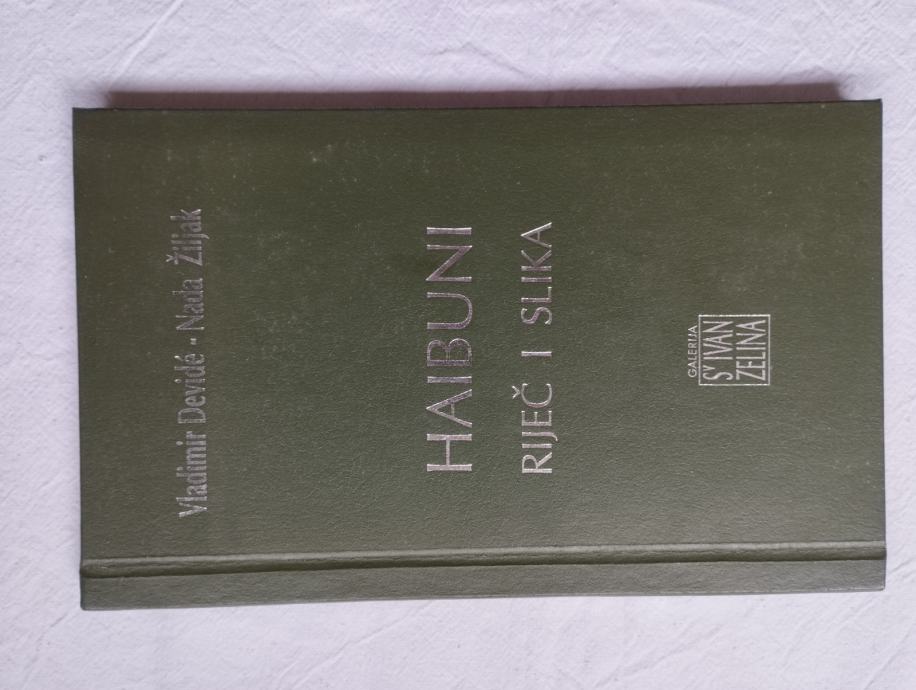 Vladimir Devidé - Nada Žiljak
HAIBUNI
RIJEČ I SLIKA
GALERIJA
SV IVAN
ZELINA